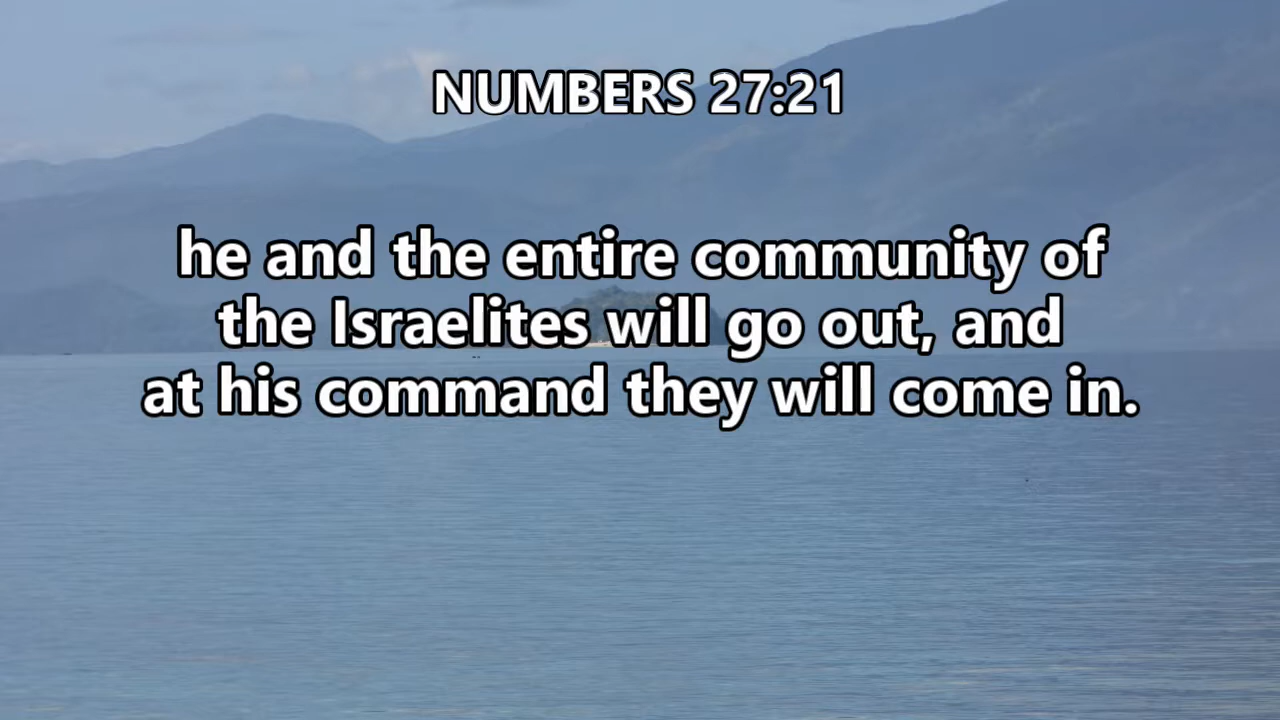 NUMBERS 27:21
he and the entire community of
the Israelites will go out, and
at his command they will come in.